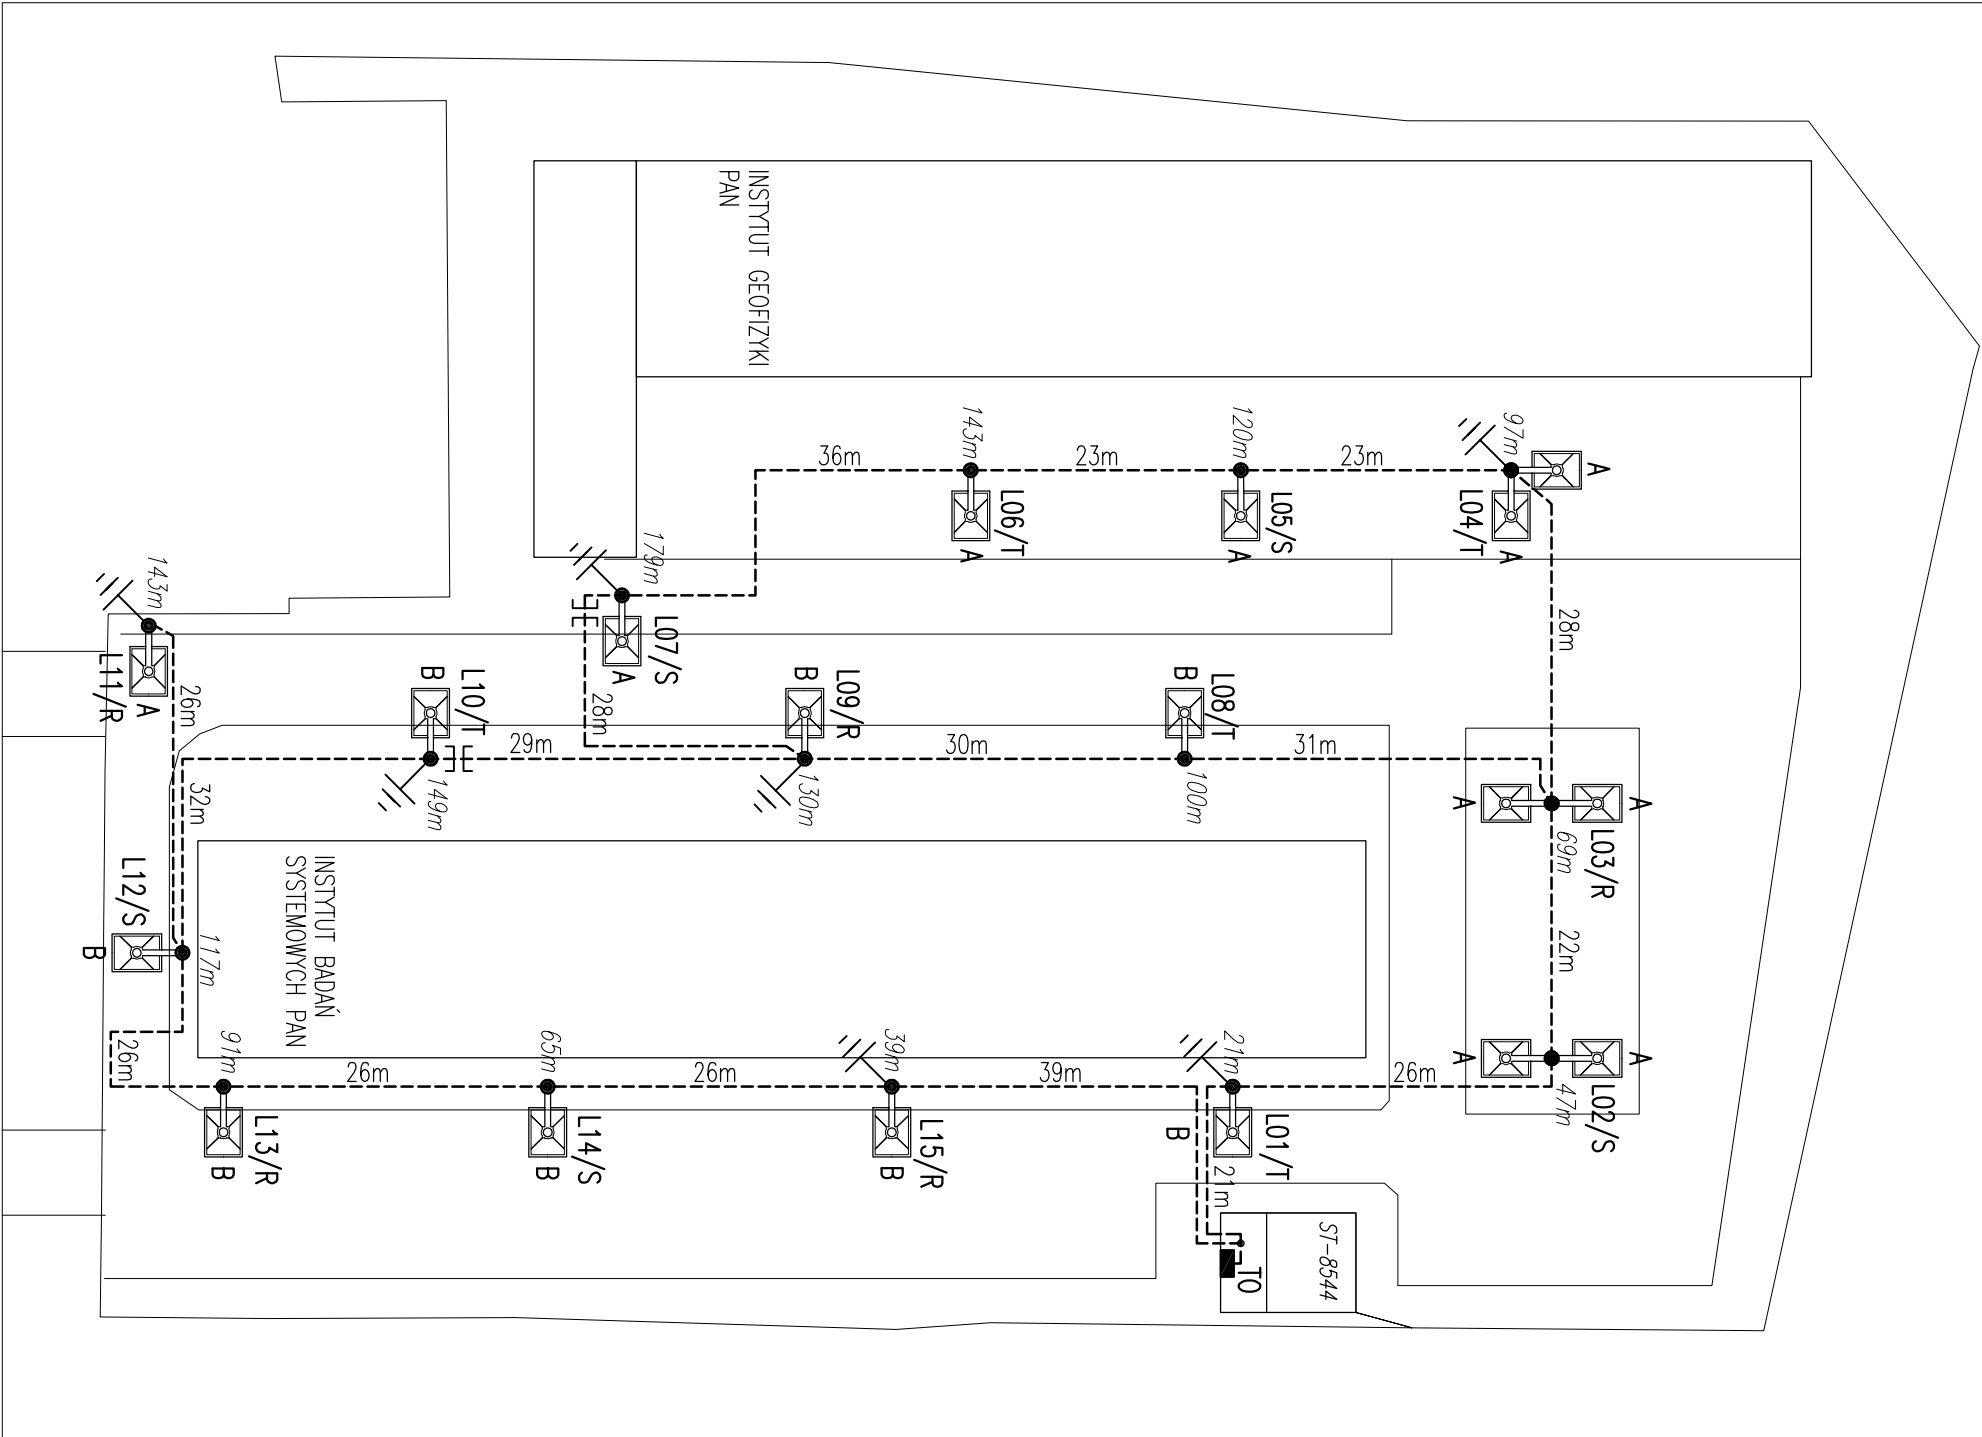 INSTYTUT GEOFIZYKI
PAN
143m
36m
23m
120m
23m
97m
A
L06/T
A
L05/S
A
L04/T
A
28m
179m
L07/S
A
28m
143m
L11/R
A
26m
B
L10/T
29m
149m
B
L09/R
30m
130m
B
L08/T
31m
100m
A
A
L03/R
69m
22m
32m
L12/S
B
117m
INSTYTUT BADAŃ
SYSTEMOWYCH PAN
26m
91m
26m
65m
26m
39m
39m
21m
26m
A
A
47m
L02/S
L13/R
B
L14/S
B
L15/R
B
B
L01/T
21m
ST-8544
TO